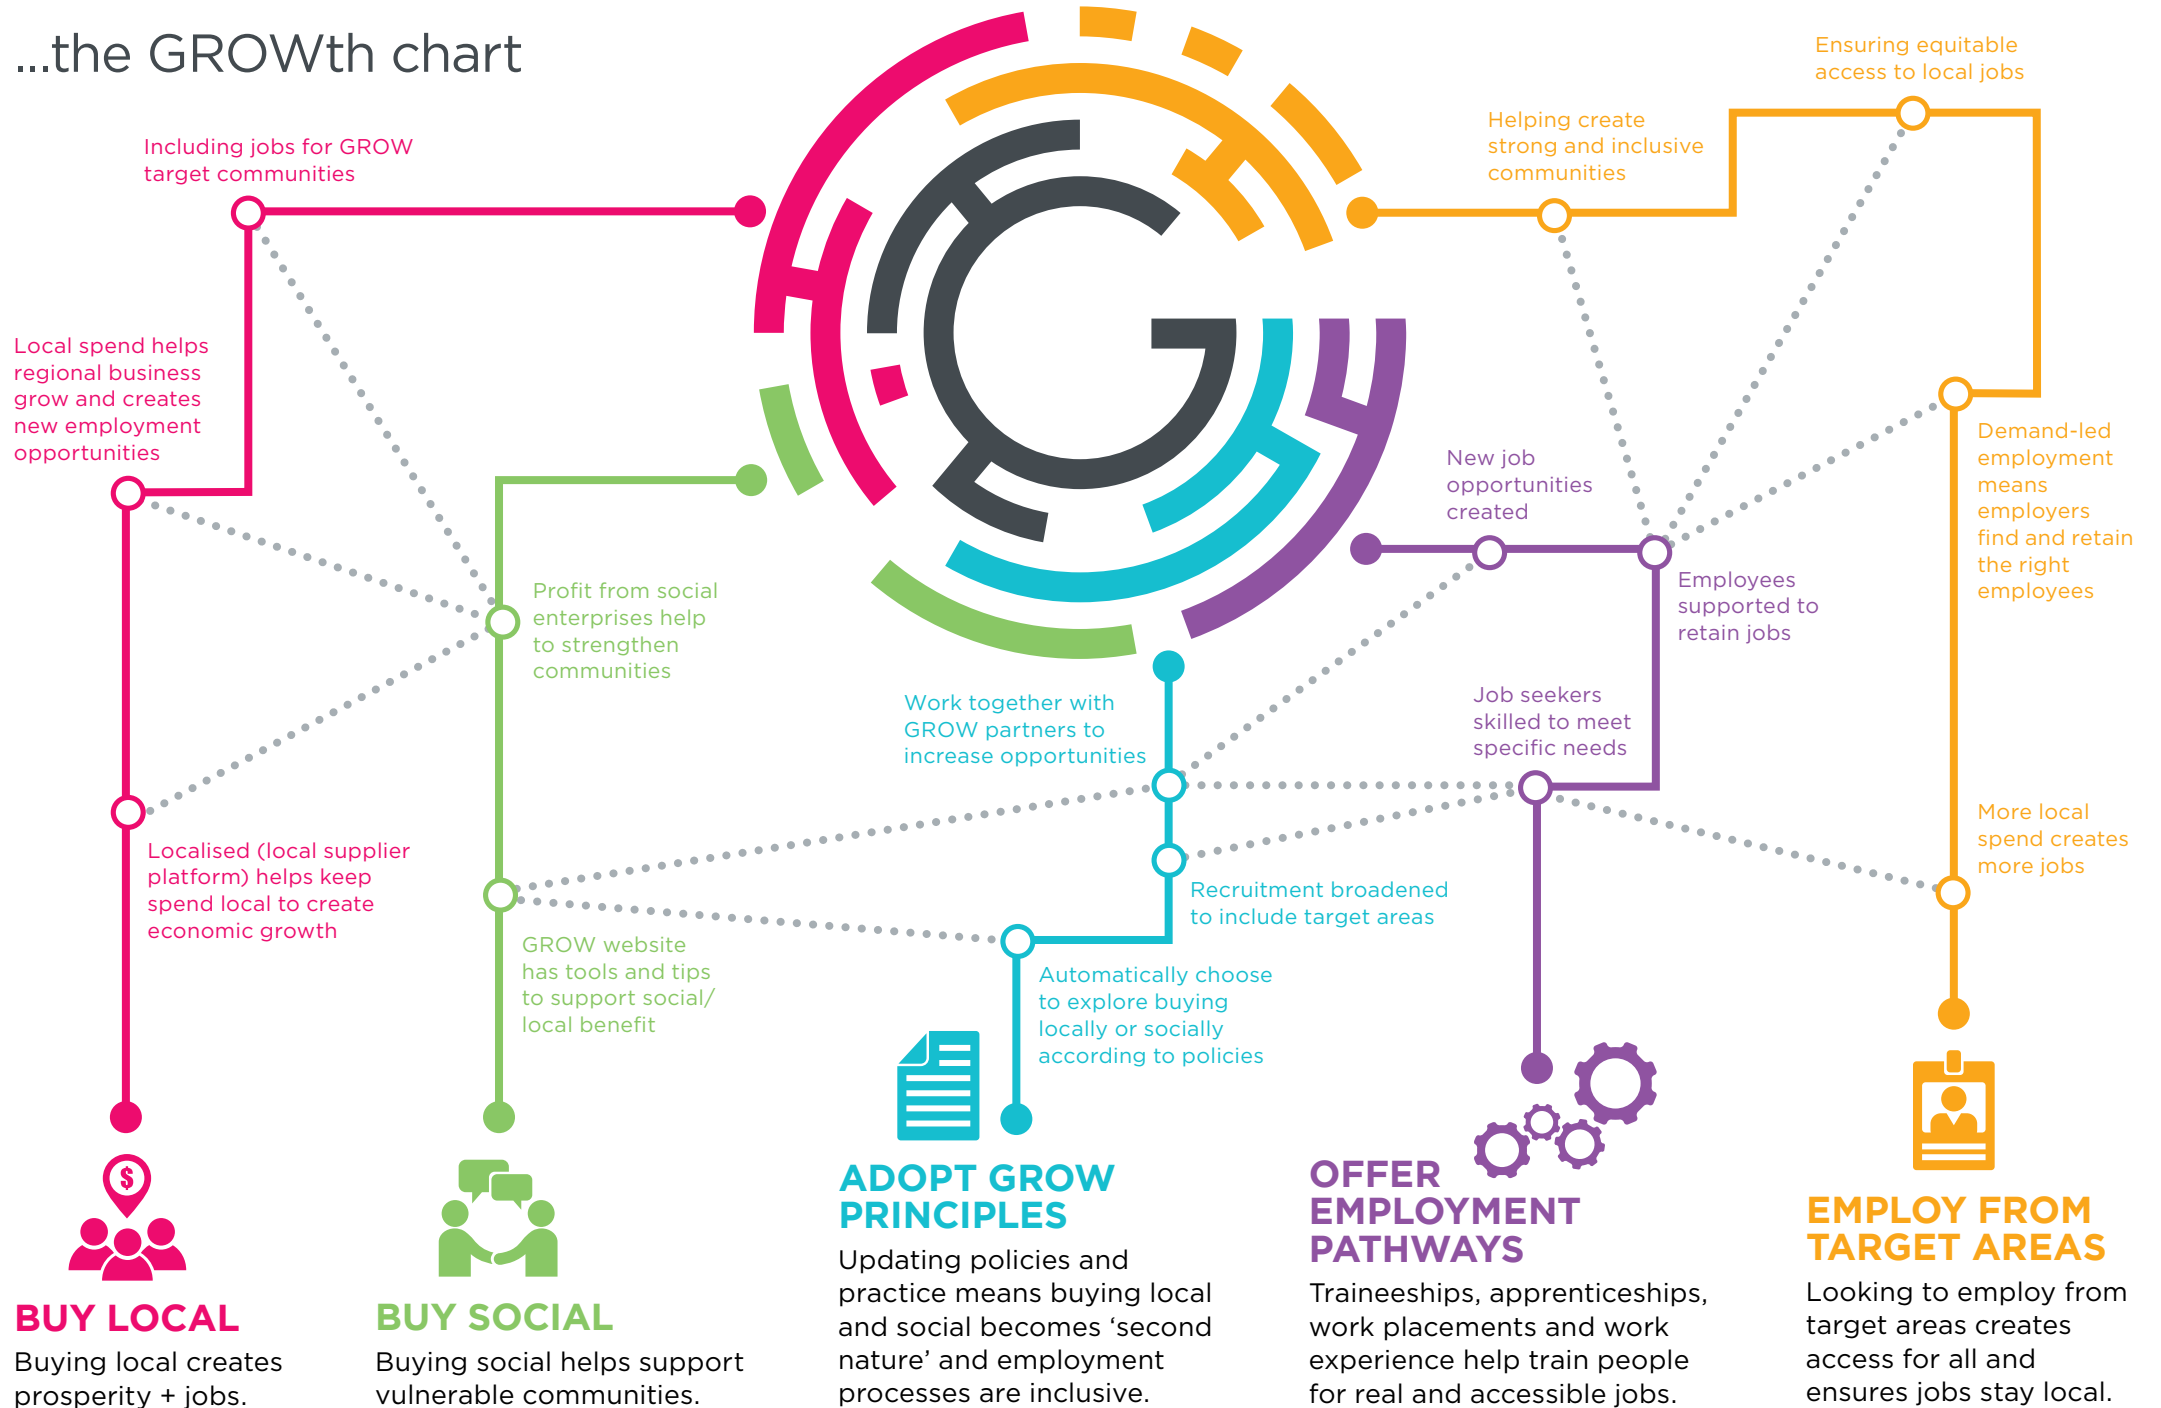 ...the GROWth chart
Including jobs for GROW
target communities
Local spend helps
regional business
grow and creates
new employment
opportunities
Localised (local supplier
platform) helps keep
spend local to create
economic growth
$
BUY LOCAL
Buying local creates
prosperity + jobs.
Profit from social
enterprises help
to strengthen
communities
GROW website
has tools and tips
to support social/
local benefit
BUY SOCIAL
Buying social helps support
vulnerable communities.
G
Work together with
GROW partners to
increase opportunities
Recruitment broadened
to include target areas
Automatically choose
to explore buying
locally or socially
according to policies
ADOPT GROW
PRINCIPLES
Updating policies and
practice means buying local
and social becomes ‘second
nature’ and employment
processes are inclusive.
New job
opportunities
created
Employees
supported to
retain jobs
Job seekers
skilled to meet
specific needs
OFFER
EMPLOYMENT
PATHWAYS
Traineeships, apprenticeships,
work placements and work
experience help train people
for real and accessible jobs.
Helping create
strong and inclusive
communities
Ensuring equitable
access to local jobs
Demand-led
employment
means
employers
find and retain
the right
employees
More local
spend creates
more jobs
EMPLOY FROM
TARGET AREAS
Looking to employ from
target areas creates
access for all and
ensures jobs stay local.